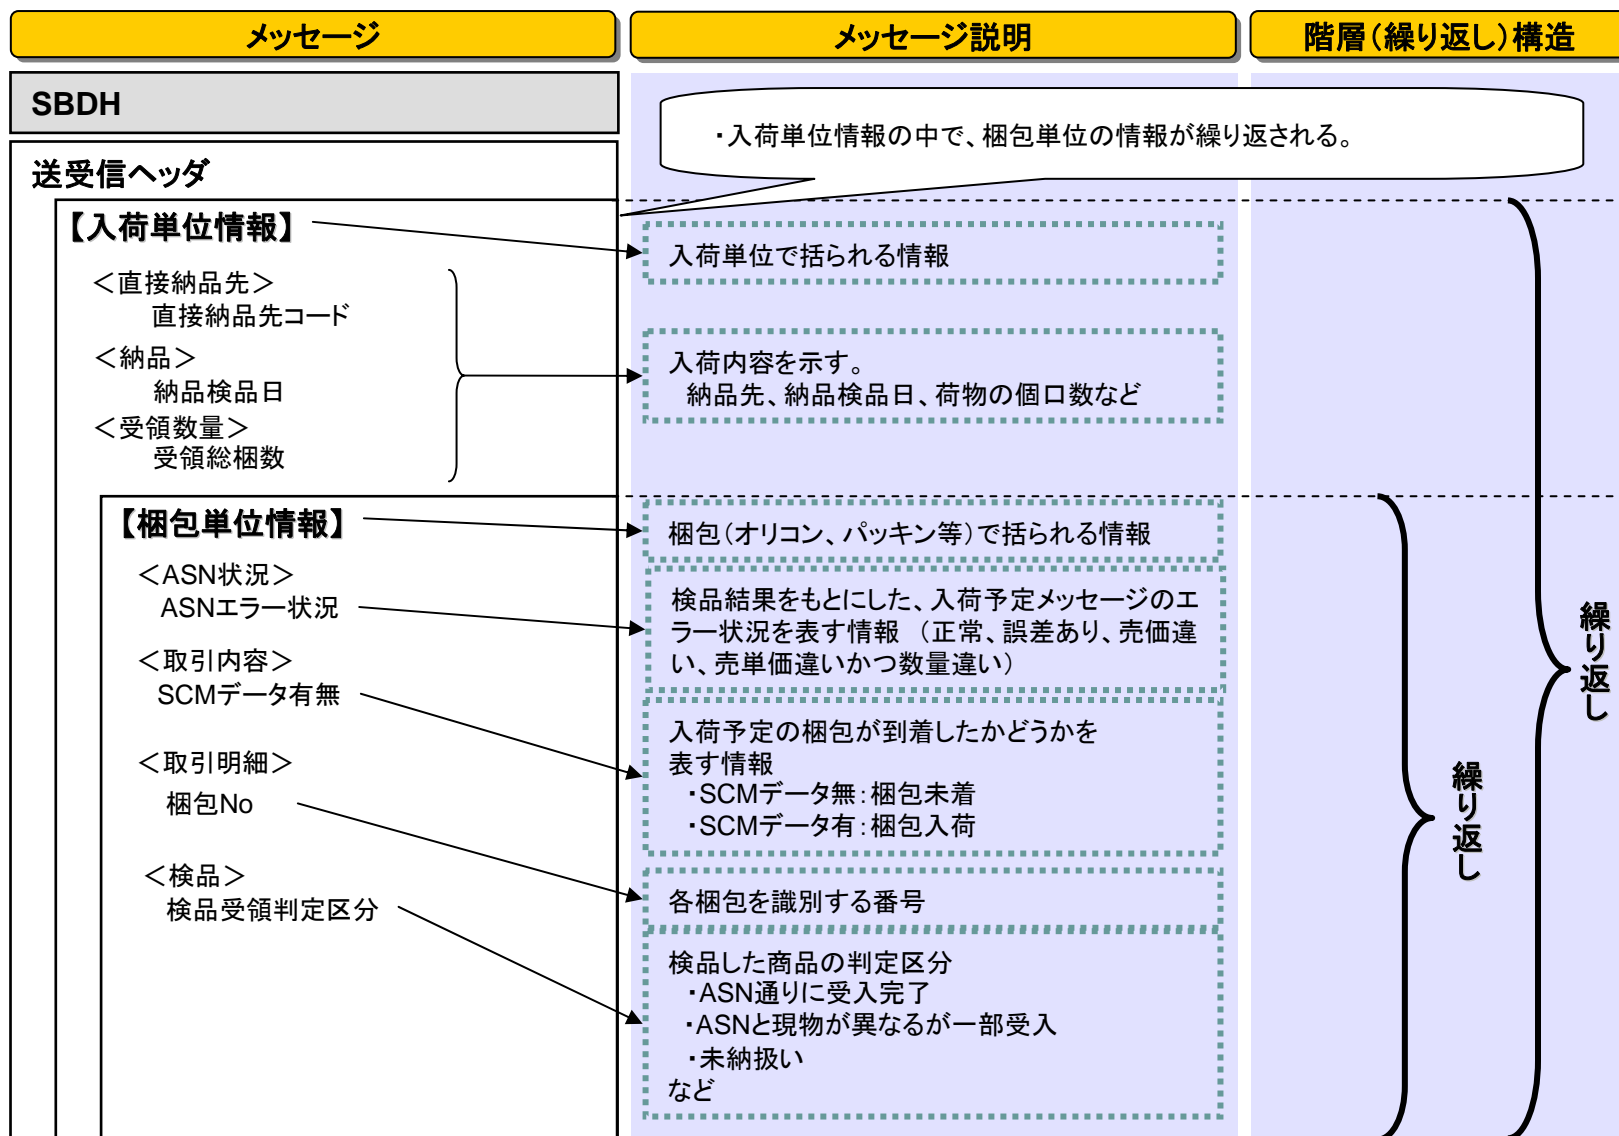 メッセージ
メッセージ説明
階層（繰り返し）構造
SBDH
・入荷単位情報の中で、梱包単位の情報が繰り返される。
送受信ヘッダ
【入荷単位情報】
入荷単位で括られる情報
＜直接納品先＞
直接納品先コード
＜納品＞
納品検品日
＜受領数量＞
受領総梱数
入荷内容を示す。
納品先、納品検品日、荷物の個口数など
【梱包単位情報】
梱包（オリコン、パッキン等）で括られる情報
＜ASN状況＞
ASNエラー状況
検品結果をもとにした、入荷予定メッセージのエ
ラー状況を表す情報　（正常、誤差あり、売価違
い、売単価違いかつ数量違い）
＜取引内容＞
SCMデータ有無
入荷予定の梱包が到着したかどうかを
表す情報
・SCMデータ無：梱包未着
・SCMデータ有：梱包入荷
＜取引明細＞
梱包No
各梱包を識別する番号
＜検品＞
検品受領判定区分
検品した商品の判定区分
・ASN通りに受入完了
・ASNと現物が異なるが一部受入
・未納扱い
など
繰り返し
繰り返し